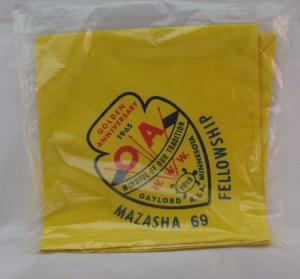 GOLDEN
ANNIVERSARY
1965
OA
MINDFUL OF OUR TRADITION
W.W.W.
1915
GAYLORD
MINNESOTA
MAZASHA 69
FELLOWSHIP